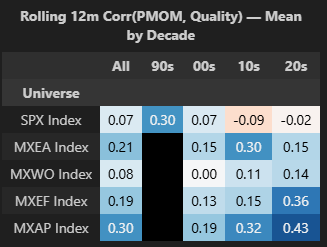 Rolling 12m Corr(PMOM, Quality) — Mean
by Decade
All 90s 00s 10s 20s
Universe
SPX Index 0.07 0.30 0.07 -0.09 -0.02
MXEA Index 0.21 0.15 0.30 0.15
MXWO Index 0.08 0.00 0.11 0.14
MXEF Index 0.19 0.13 0.15 0.36
MXAP Index 0.30 0.19 0.32 0.43